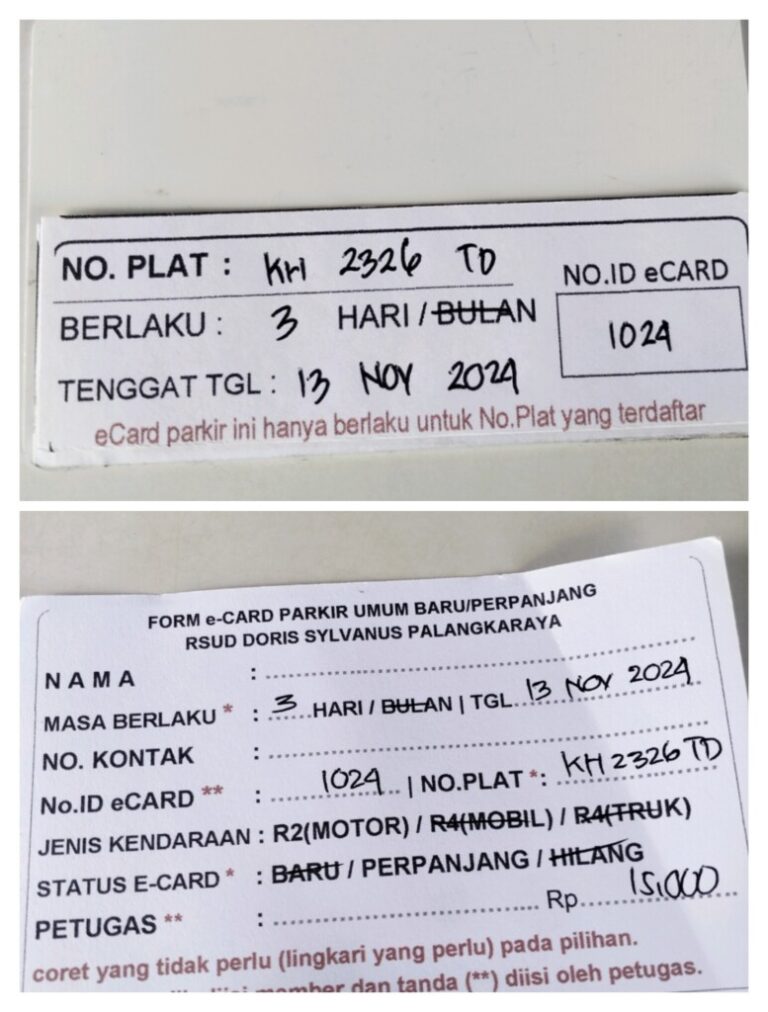 NO. PLAT : KH 2326 TD
NO.ID eCARD
BERLAKU : 3 HARI / BULAN
1024
TENGGAT TGL : 13 NOV 2024
eCard parkir ini hanya berlaku untuk No.Plat yang terdaftar
FORM e-CARD PARKIR UMUM BARU/PERPANJANG
RSUD DORIS SYLVANUS PALANGKARAYA
NAMA :
MASA BERLAKU * : 3 HARI / BULAN | TGL 13 NOV 2024
NO. KONTAK :
No.ID eCARD ** : 1024 | NO.PLAT *: KH 2326 TD
JENIS KENDARAAN : R2(MOTOR) / R4(MOBIL) / R4(TRUK)
STATUS E-CARD * : BARU / PERPANJANG / HILANG
PETUGAS ** : Rp 15,000
coret yang tidak perlu (lingkari yang perlu) pada pilihan.
member dan tanda (**) diisi oleh petugas.